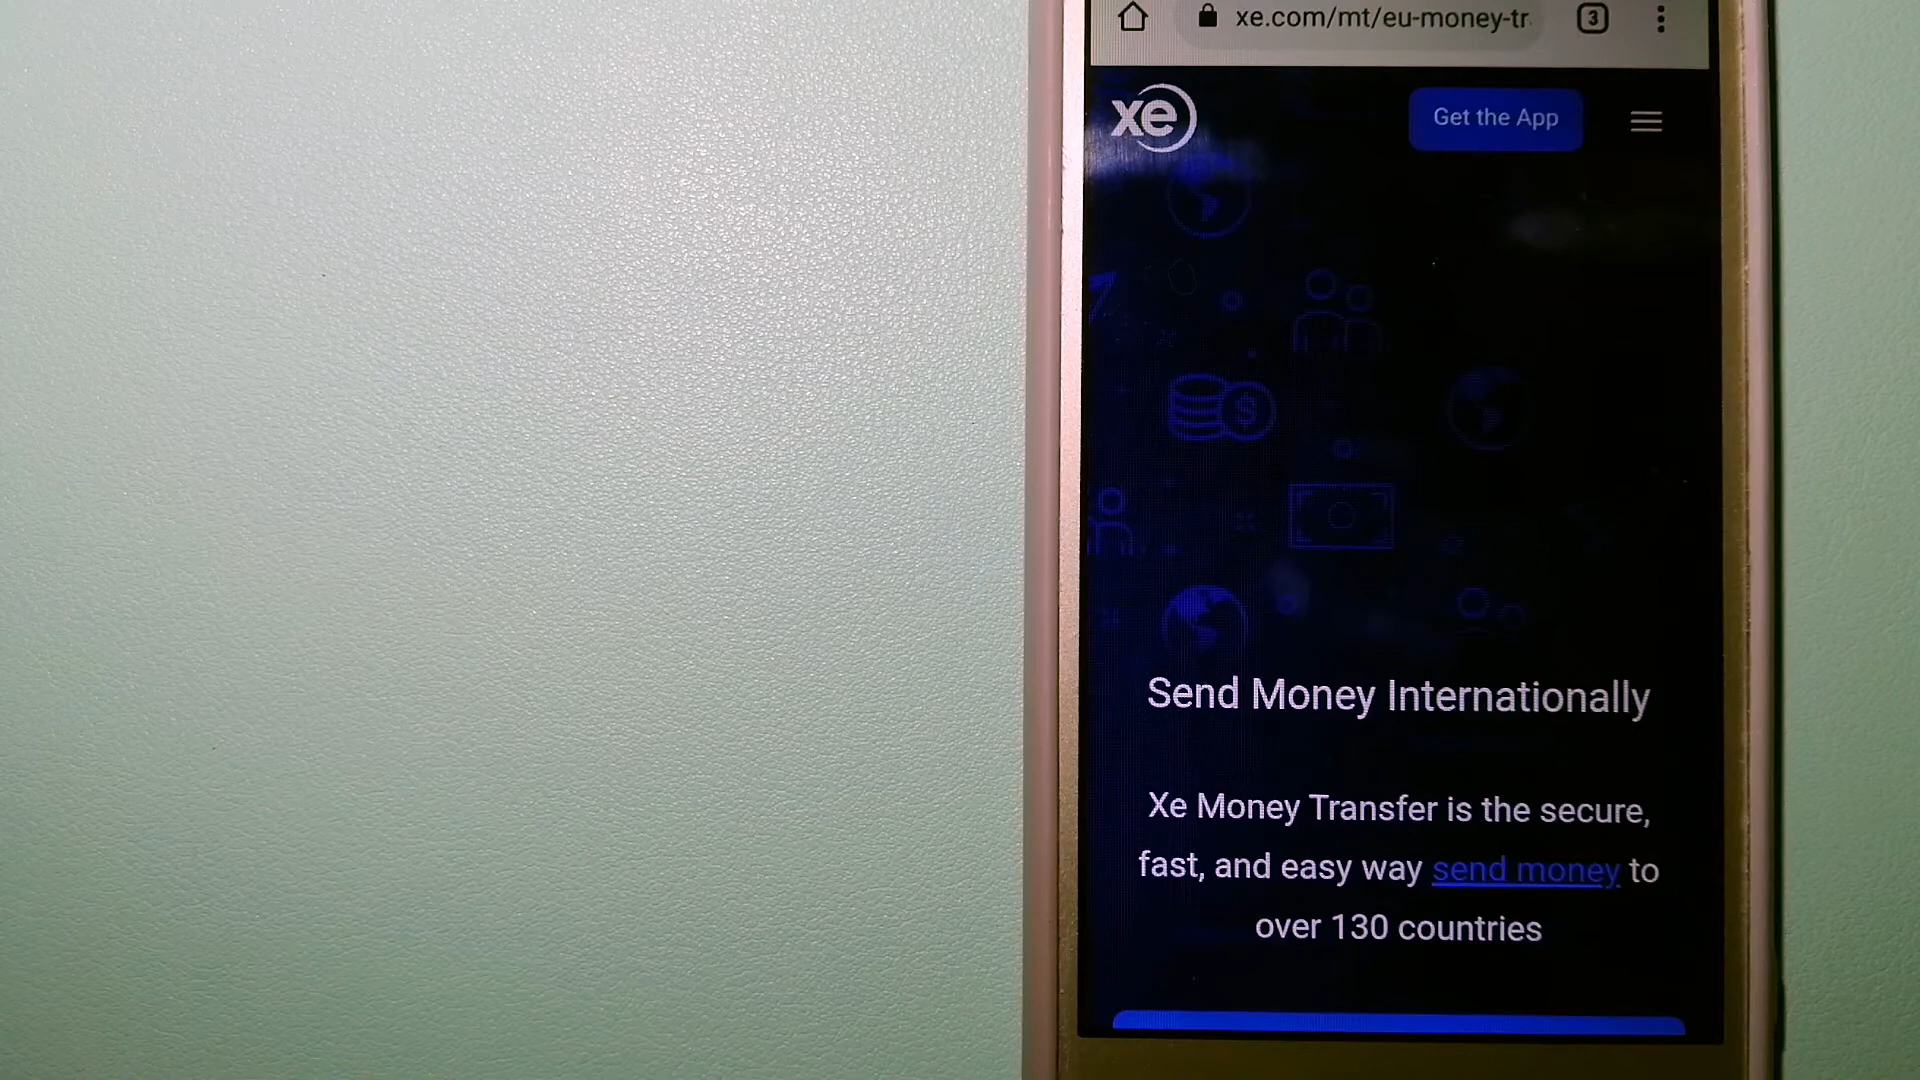 xe.com/mt/eu-money-tr
3
xe
Get the App
$
Send Money Internationally
Xe Money Transfer is the secure,
fast, and easy way send money to
over 130 countries